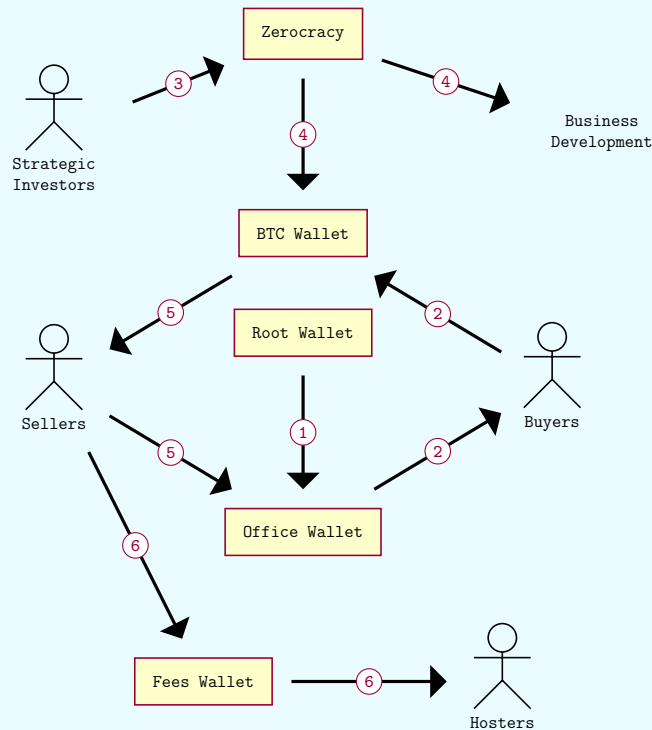 Zerocracy
3
4
4
Business
Development
Strategic
Investors
BTC Wallet
5
2
Root Wallet
Sellers
Buyers
1
5
2
Office Wallet
6
Fees Wallet
6
Hosters